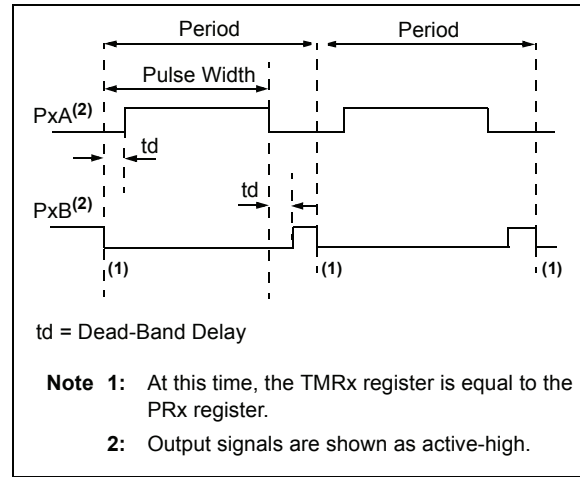 Period Period
Pulse Width
PxA(2)
td
td
PxB(2)
(1) (1) (1)
td = Dead-Band Delay
Note 1: At this time, the TMRx register is equal to the
PRx register.
2: Output signals are shown as active-high.